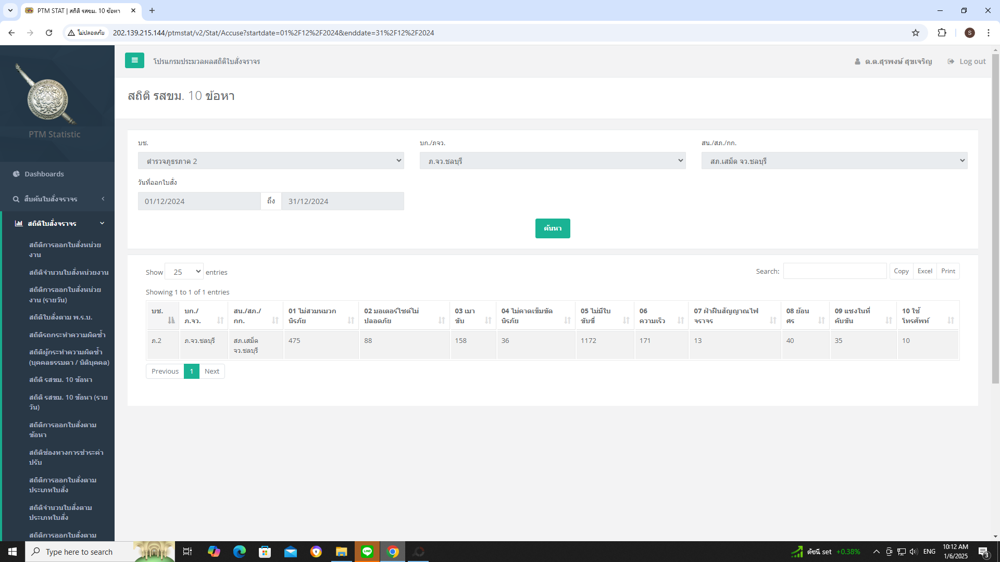 PTM STAT | สถิติ รสขม. 10 ข้อหา
ไม่ปลอดภัย
202.139.215.144/ptmstat/v2/Stat/Accuse?startdate=01%2F12%2F2024&enddate=31%2F12%2F2024
S
โปรแกรมประมวลผลสถิติใบสั่งจราจร
ด.ต.สุรพงษ์ สุขเจริญ
Log out
PTM Statistic
Dashboards
สืบค้นใบสั่งจราจร
สถิติใบสั่งจราจร
สถิติการออกใบสั่งหน่วย
งาน
สถิติจำนวนใบสั่งหน่วยงาน
สถิติการออกใบสั่งหน่วย
งาน (รายวัน)
สถิติใบสั่งตาม พ.ร.บ.
สถิติรถกระทำความผิดซ้ำ
สถิติผู้กระทำความผิดซ้ำ
(บุคคลธรรมดา / นิติบุคคล)
สถิติ รสขม. 10 ข้อหา
สถิติ รสขม. 10 ข้อหา (ราย
วัน)
สถิติการออกใบสั่งตาม
ข้อหา
สถิติช่องทางการชำระค่า
ปรับ
สถิติการออกใบสั่งตาม
ประเภทใบสั่ง
สถิติจำนวนใบสั่งตาม
ประเภทใบสั่ง
สถิติการออกใบสั่งตาม
สถิติ รสขม. 10 ข้อหา
บช.
บก./ภจว.
สน./สภ./กก.
ตำรวจภูธรภาค 2
ภ.จว.ชลบุรี
สภ.เสม็ด จว.ชลบุรี
วันที่ออกใบสั่ง
01/12/2024 ถึง 31/12/2024
ค้นหา
Show 25 entries
Search:
Copy Excel Print
Showing 1 to 1 of 1 entries
บช.
บก./
ภ.จว.
สน./สภ./
กก.
01 ไม่สวมหมวก
นิรภัย
02 มอเตอร์ไซต์ไม่
ปลอดภัย
03 เมา
ขับ
04 ไม่คาดเข็มขัด
นิรภัย
05 ไม่มีใบ
ขับขี่
06
ความเร็ว
07 ฝ่าฝืนสัญญาณไฟ
จราจร
08 ย้อน
ศร
09 แซงในที่
คับขัน
10 ใช้
โทรศัพท์
ภ.2
ภ.จว.ชลบุรี
สภ.เสม็ด
จว.ชลบุรี
475
88
158
36
1172
171
13
40
35
10
Previous 1 Next
Type here to search
LINE
ดัชนี set +0.38%
ENG
10:12 AM
1/6/2025
3